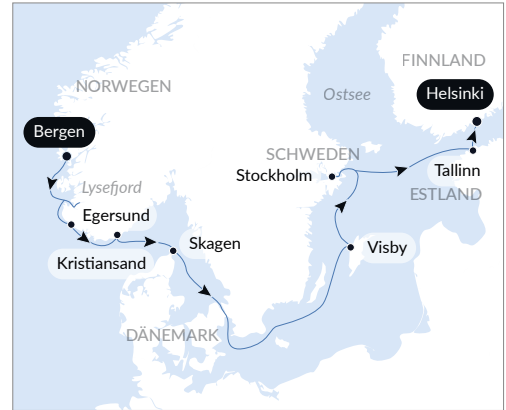 FINNLAND
NORWEGEN
Helsinki
Ostsee
Bergen
SCHWEDEN
Stockholm
Tallinn
Lysefjord
ESTLAND
Egersund
Skagen
Visby
Kristiansand
DÄNEMARK